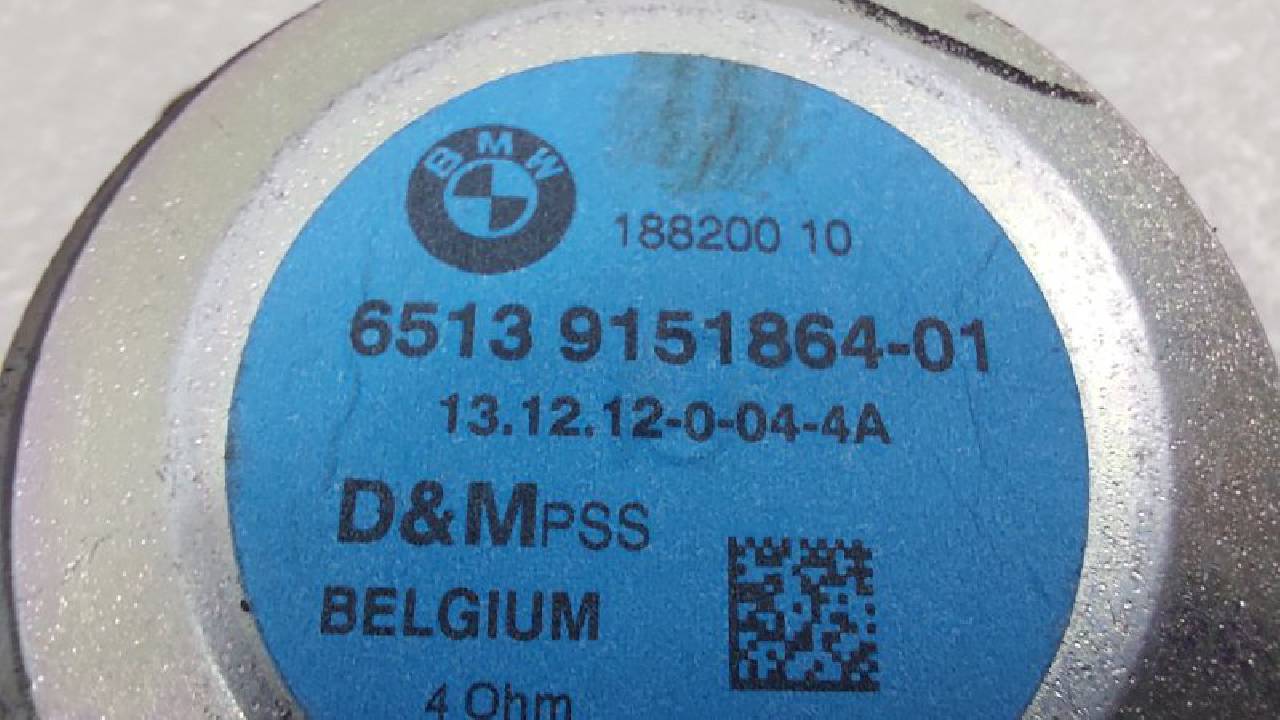 BMW
188200 10
6513 9151864-01
13.12.12-0-04-4A
D&MPSS
BELGIUM
4 Ohm